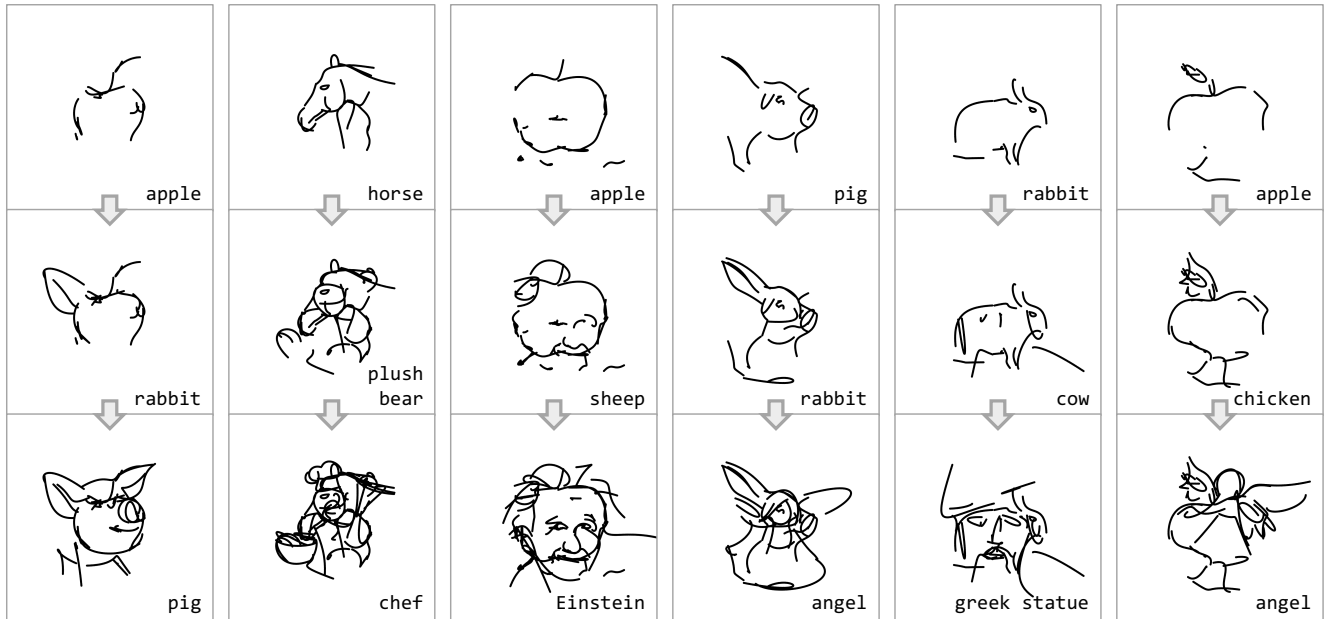 apple
horse
apple
pig
rabbit
apple
rabbit
plush
bear
sheep
rabbit
cow
chicken
pig
chef
Einstein
angel
greek statue
angel